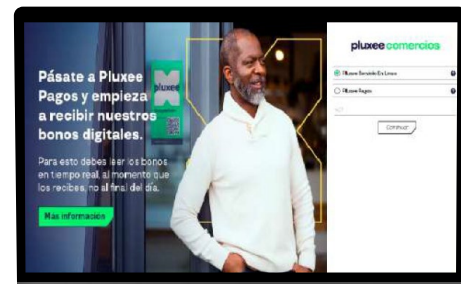 Pásate a Pluxee
Pagos y empieza
a recibir nuestros
bonos digitales.
Para esto debes leer los bonos
en tiempo real, al momento que
los recibes, no al final del día.
Más información
pluxee
pluxee comercios
Pluxee Servicio En Línea
Pluxee Pagos
NIT
Continuar